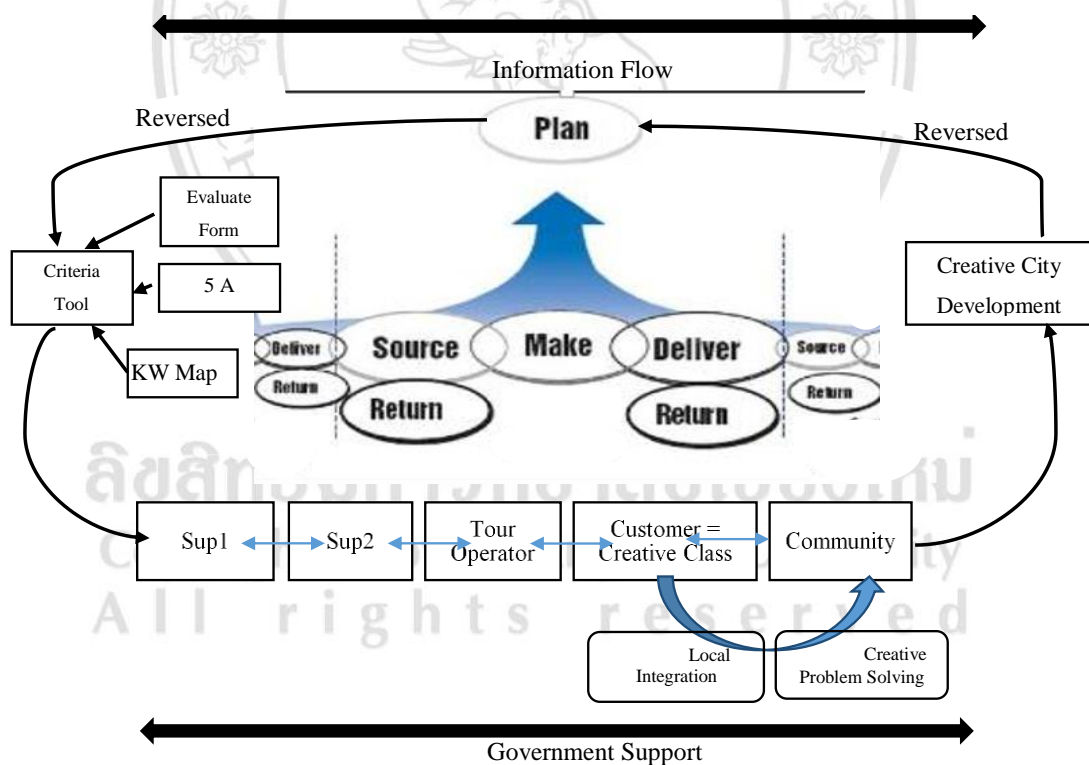 Information Flow
Reversed
Plan
Reversed
Evaluate
Form
Criteria
Tool
5 A
KW Map
Creative City
Development
Deliver
Source
Make
Deliver
Source
Return
Return
Return
Return
Sup1
Sup2
Tour
Operator
Customer =
Creative Class
Community
All rights reserved
Local
Integration
Creative
Problem Solving
Government Support